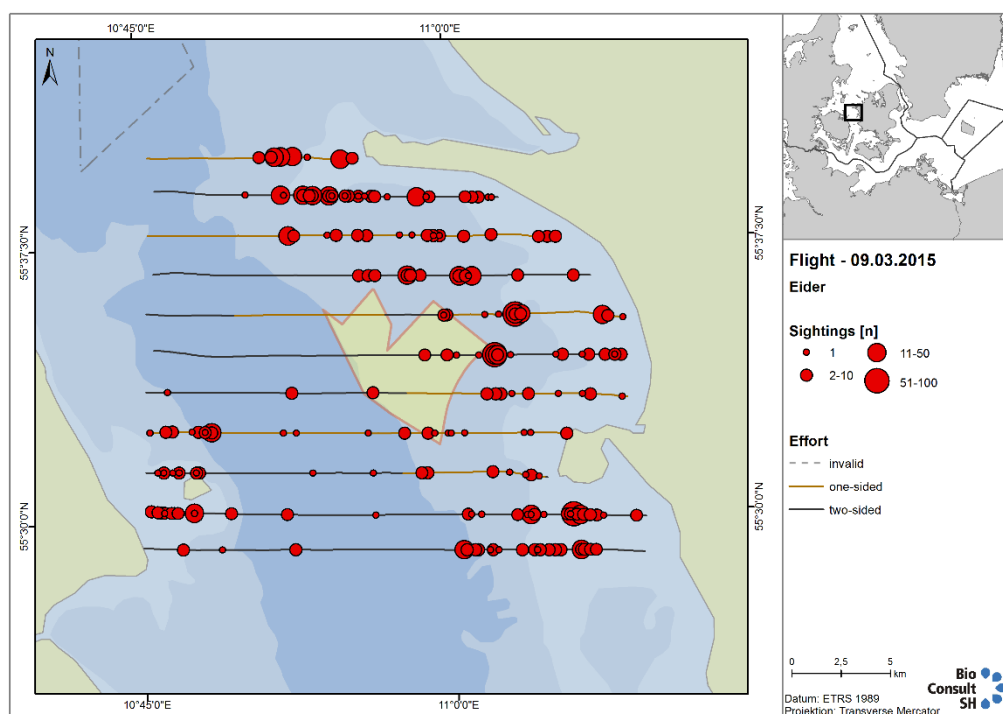 10°45'0"E
11°0'0"E
N
55°37'30"N
55°37'30"N
55°30'0"N
55°30'0"N
10°45'0"E
11°0'0"E
Flight - 09.03.2015
Eider
Sightings [n]
1
11-50
2-10
51-100
Effort
invalid
one-sided
two-sided
0
2,5
5
km
Datum: ETRS 1989
Projektion: Transverse Mercator
Bio
Consult
SH